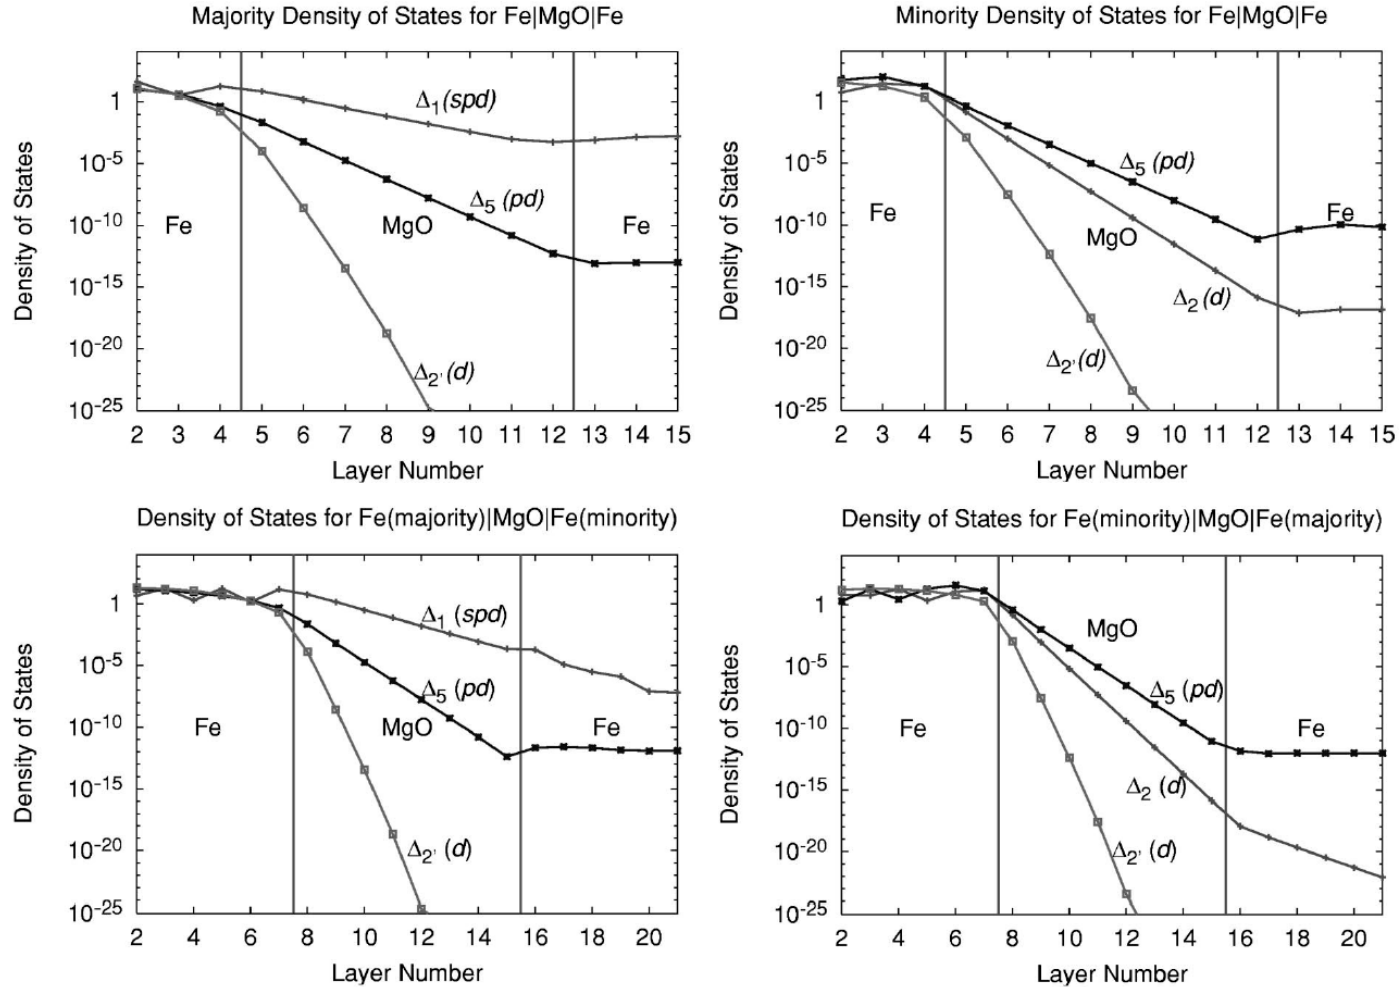 Majority Density of States for Fe|MgO|Fe
Density of States
1
10-5
10-10
10-15
10-20
10-25
Δ1(spd)
Δ5 (pd)
Fe
MgO
Fe
Δ2'(d)
2 3 4 5 6 7 8 9 10 11 12 13 14 15
Layer Number
Minority Density of States for Fe|MgO|Fe
Density of States
1
10-5
10-10
10-15
10-20
10-25
Δ5 (pd)
Fe
MgO
Fe
Δ2 (d)
Δ2'(d)
2 3 4 5 6 7 8 9 10 11 12 13 14 15
Layer Number
Density of States for Fe(majority)|MgO|Fe(minority)
Density of States
1
10-5
10-10
10-15
10-20
10-25
Δ1 (spd)
Δ5 (pd)
Fe
MgO
Fe
Δ2' (d)
2 4 6 8 10 12 14 16 18 20
Layer Number
Density of States for Fe(minority)|MgO|Fe(majority)
Density of States
1
10-5
10-10
10-15
10-20
10-25
MgO
Δ5 (pd)
Fe
Fe
Δ2 (d)
Δ2' (d)
2 4 6 8 10 12 14 16 18 20
Layer Number